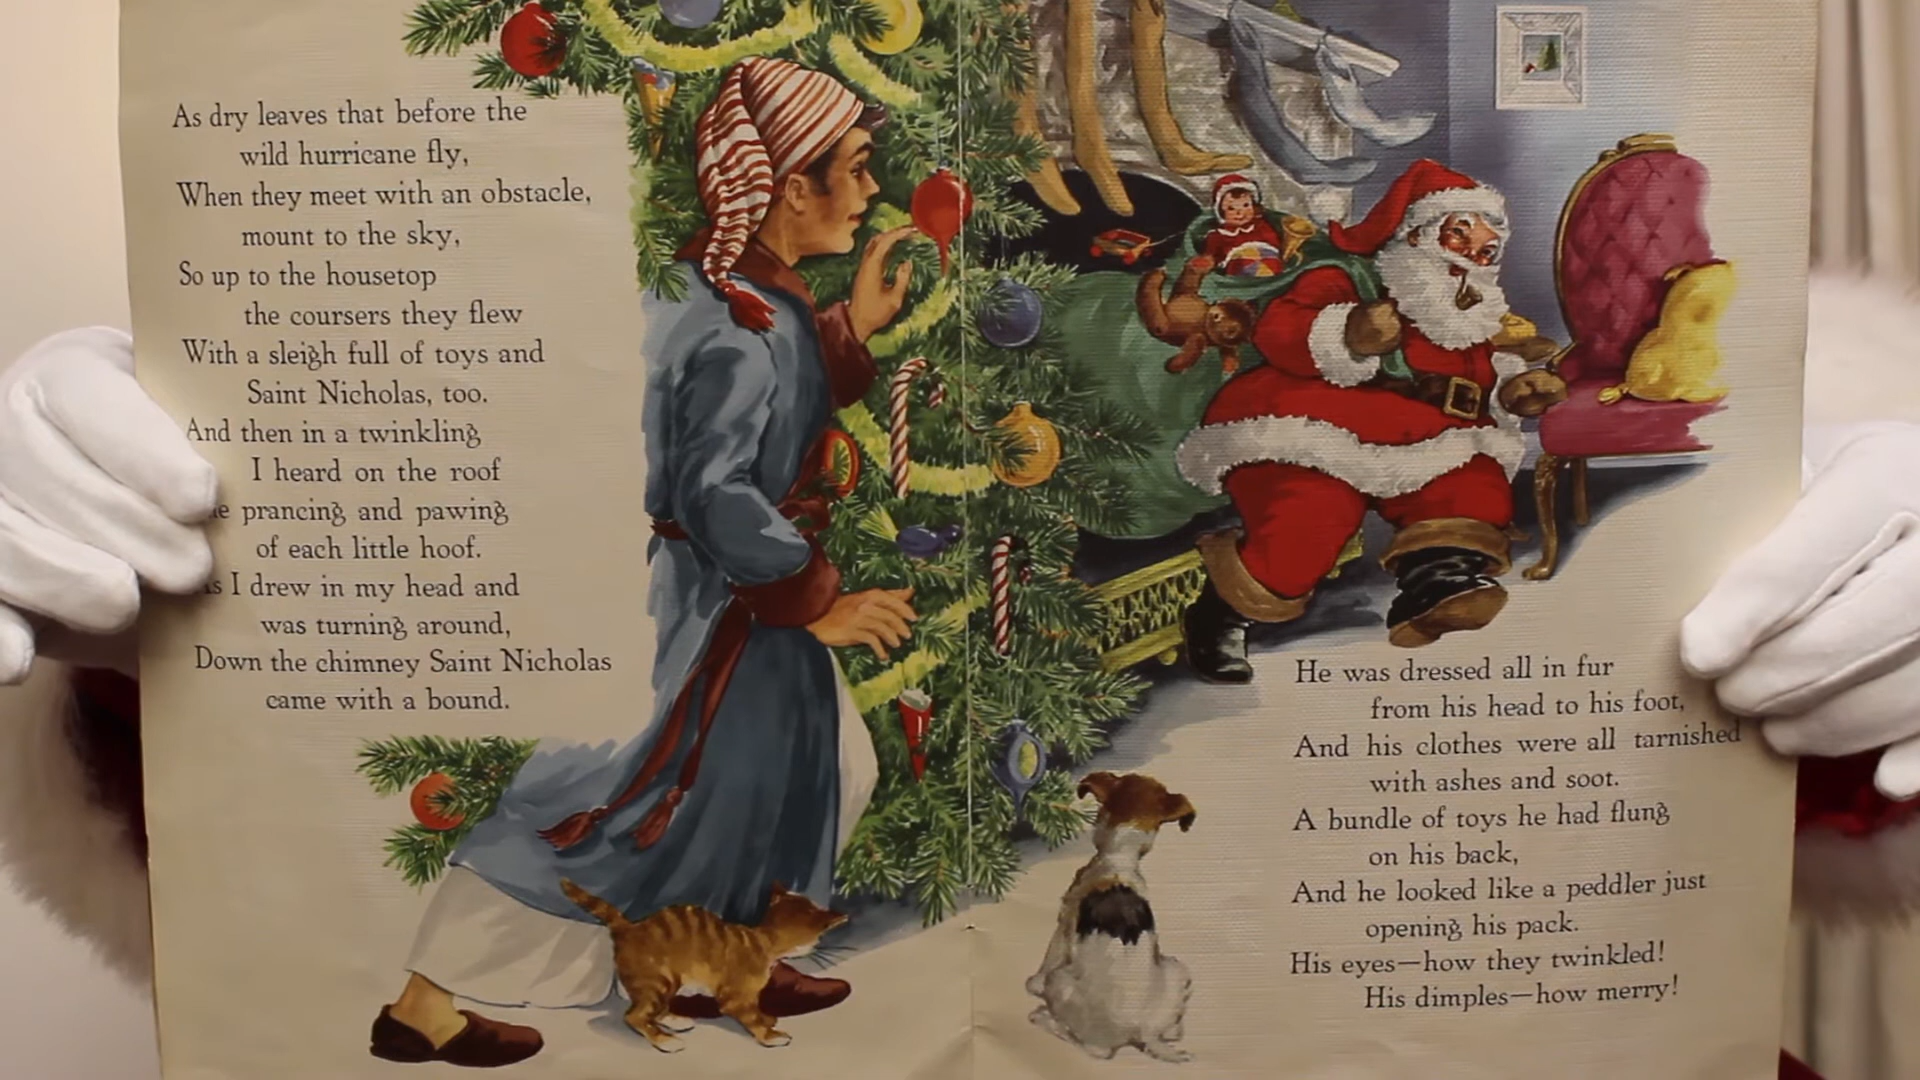 As dry leaves that before the
wild hurricane fly,
When they meet with an obstacle,
mount to the sky,
So up to the housetop
the coursers they flew
With a sleigh full of toys and
Saint Nicholas, too.
And then in a twinkling
I heard on the roof
prancing and pawing
of each little hoof.
As I drew in my head and
was turning around,
Down the chimney Saint Nicholas
came with a bound.
He was dressed all in fur
from his head to his foot,
And his clothes were all tarnished
with ashes and soot.
A bundle of toys he had flung
on his back,
And he looked like a peddler just
opening his pack.
His eyes—how they twinkled!
His dimples—how merry!